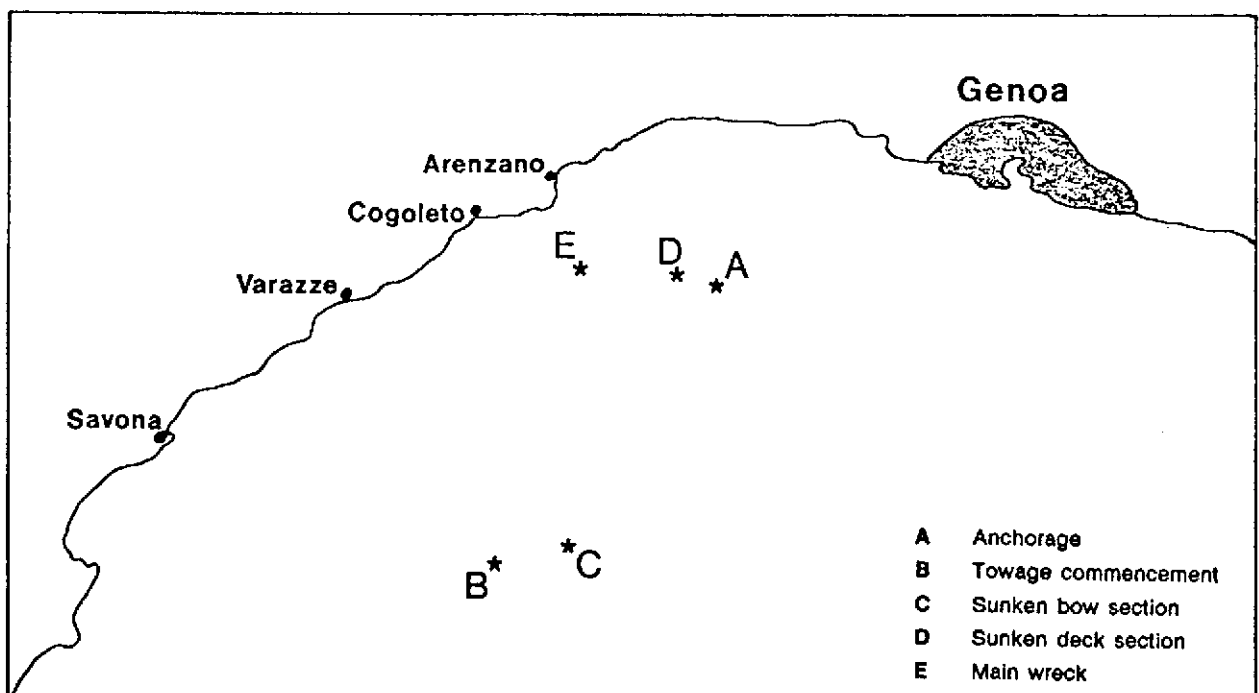 Genoa
Arenzano
Cogoleto
E
D
A
Varazze
Savona
B
C
A Anchorage
B Towage commencement
C Sunken bow section
D Sunken deck section
E Main wreck